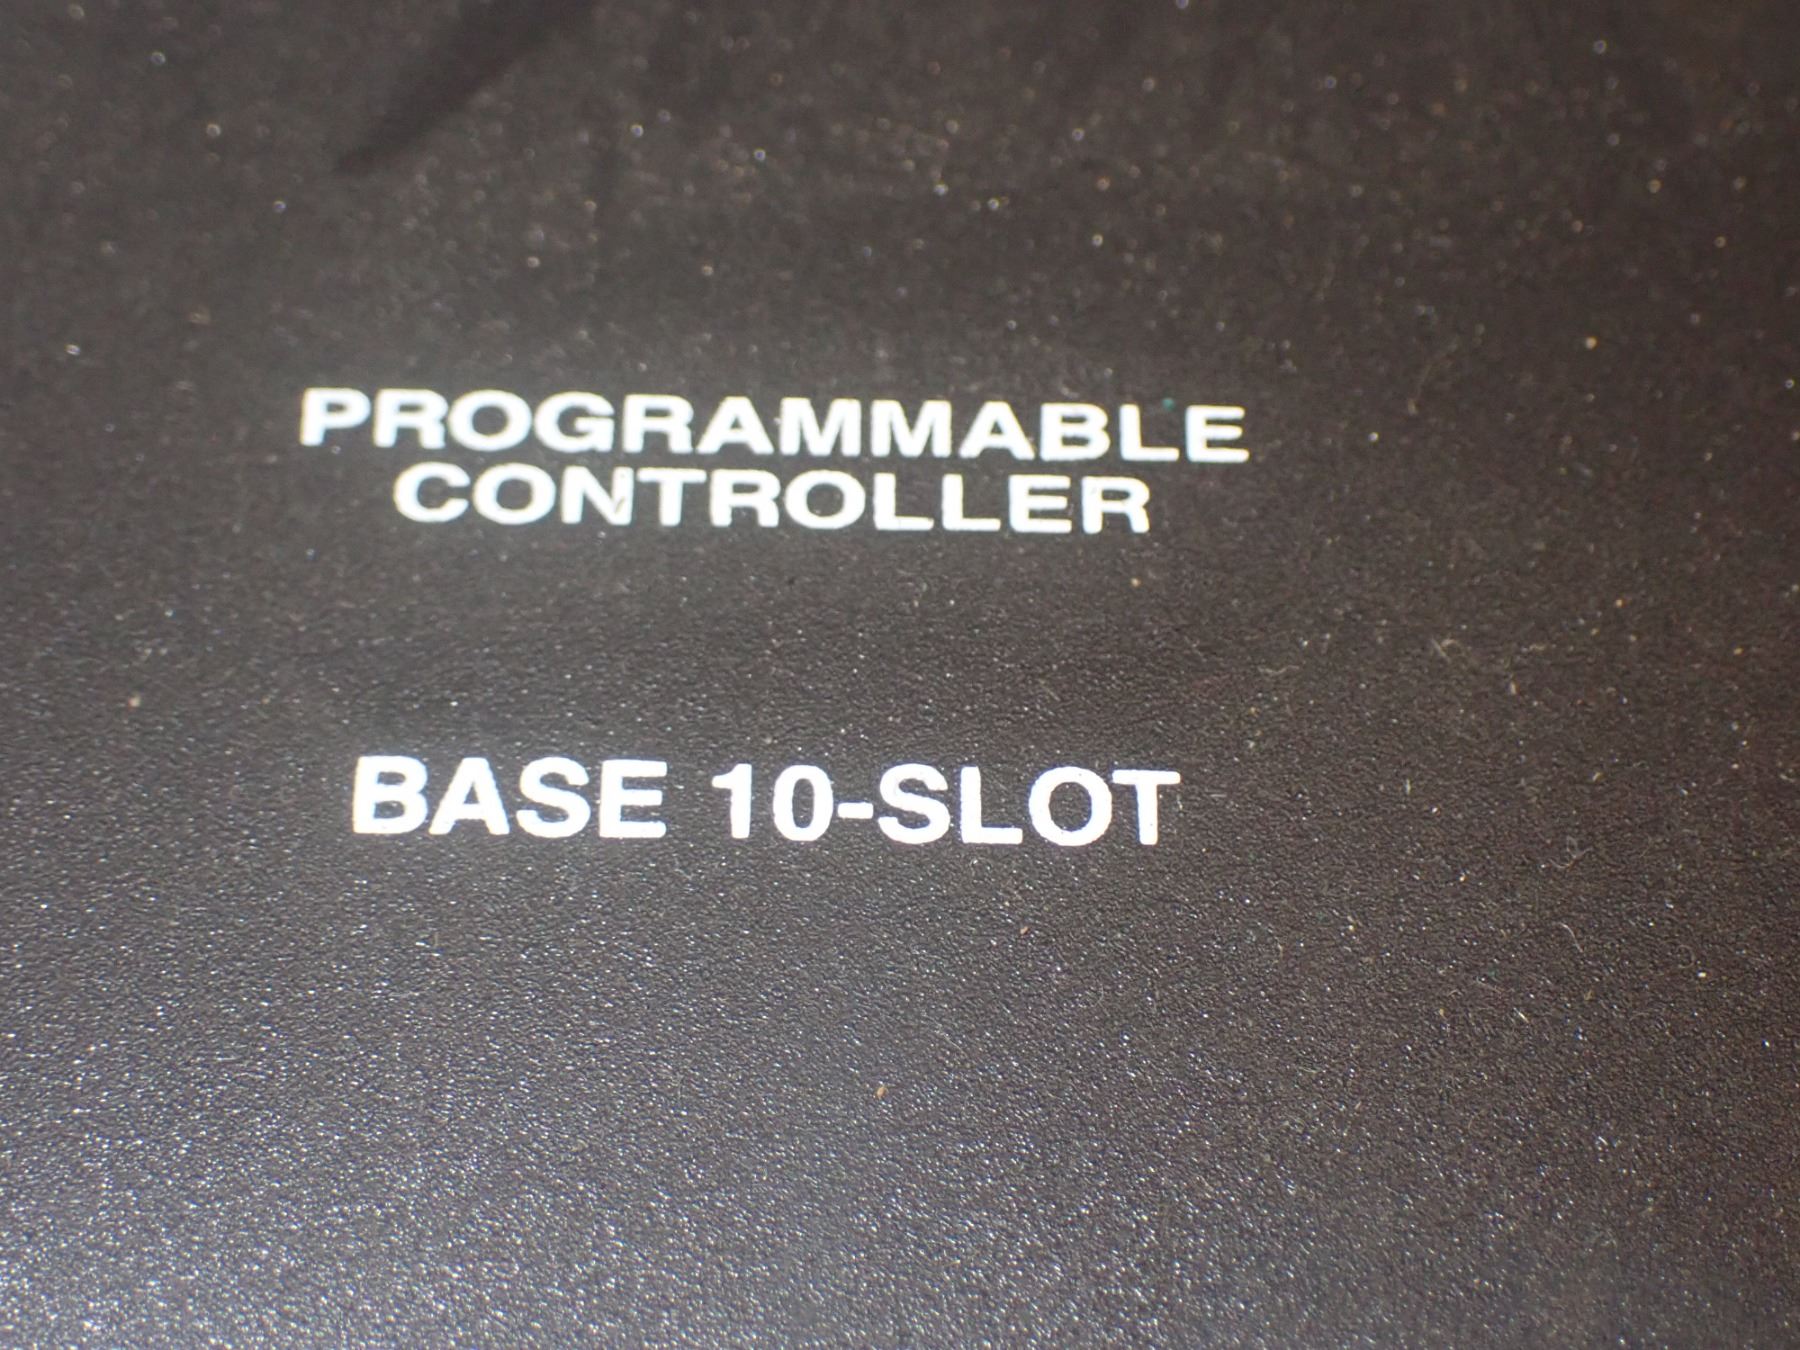 PROGRAMMABLE
CONTROLLER
BASE 10-SLOT